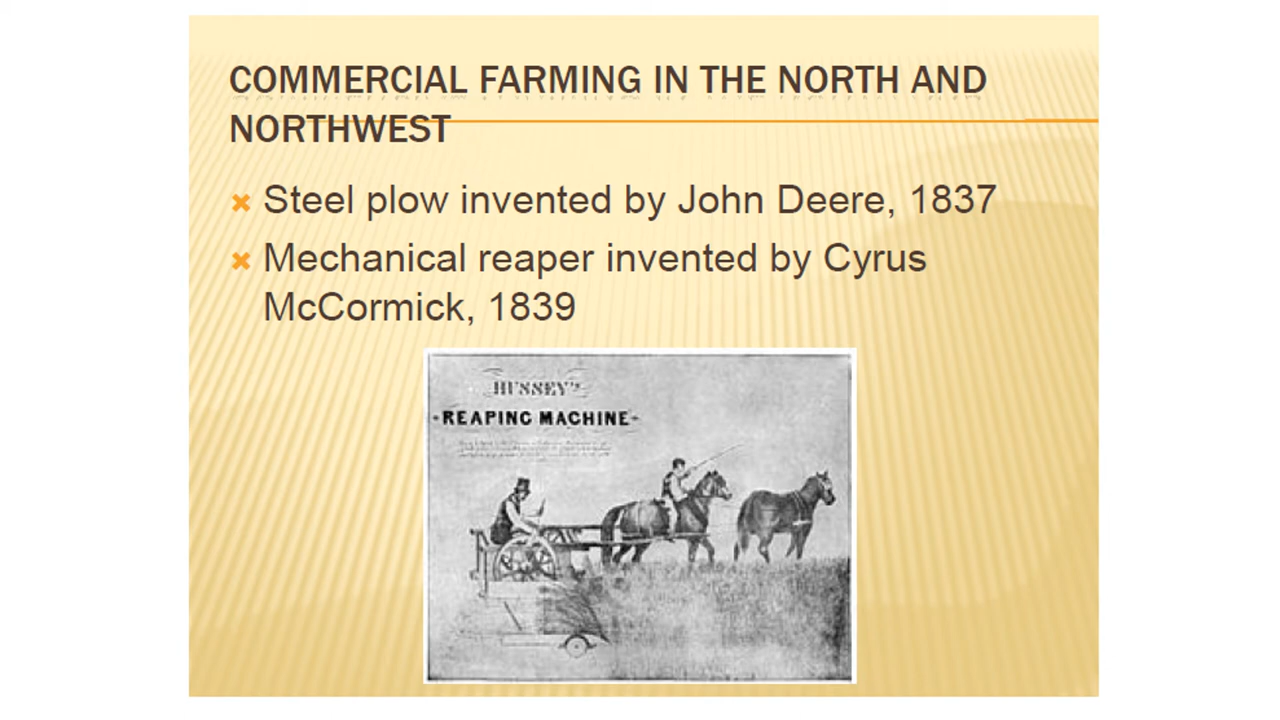 COMMERCIAL FARMING IN THE NORTH AND
NORTHWEST
Steel plow invented by John Deere, 1837
Mechanical reaper invented by Cyrus
McCormick, 1839
HUSSEY'S
REAPING MACHINE